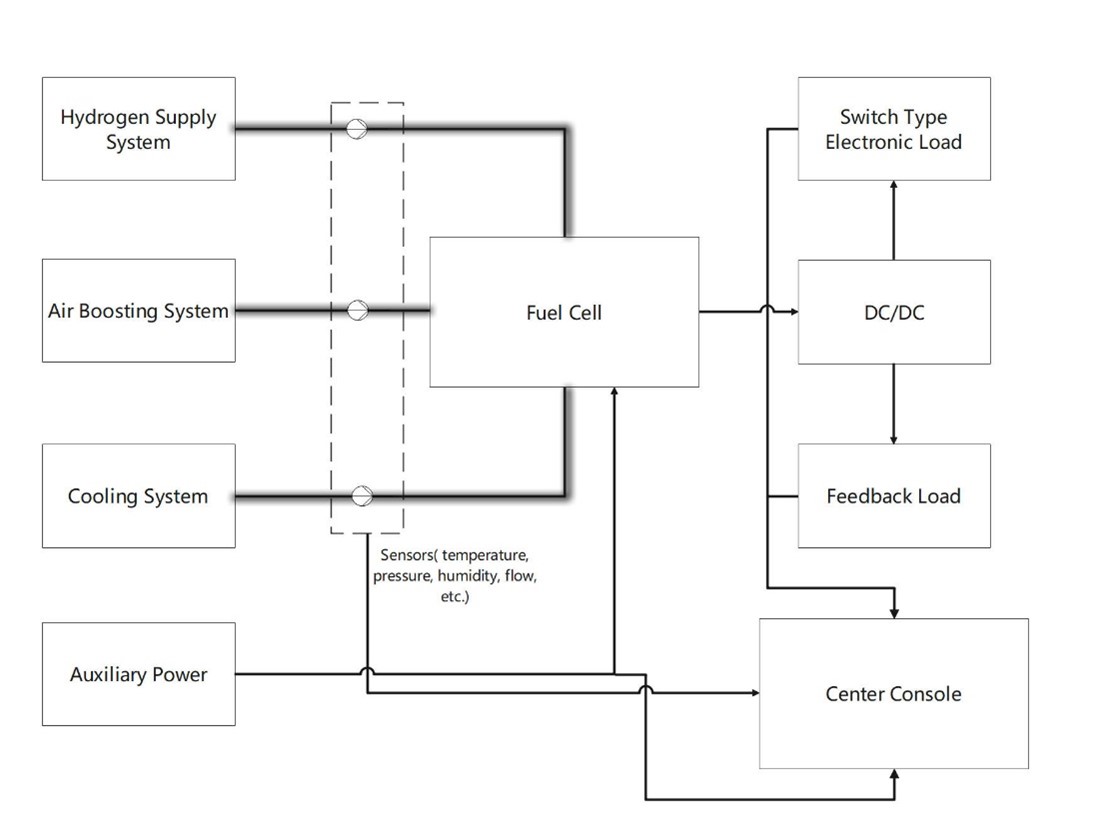 Hydrogen Supply
System
Switch Type
Electronic Load
Air Boosting System
Fuel Cell
DC/DC
Cooling System
Feedback Load
Sensors( temperature,
pressure, humidity, flow,
etc.)
Auxiliary Power
Center Console